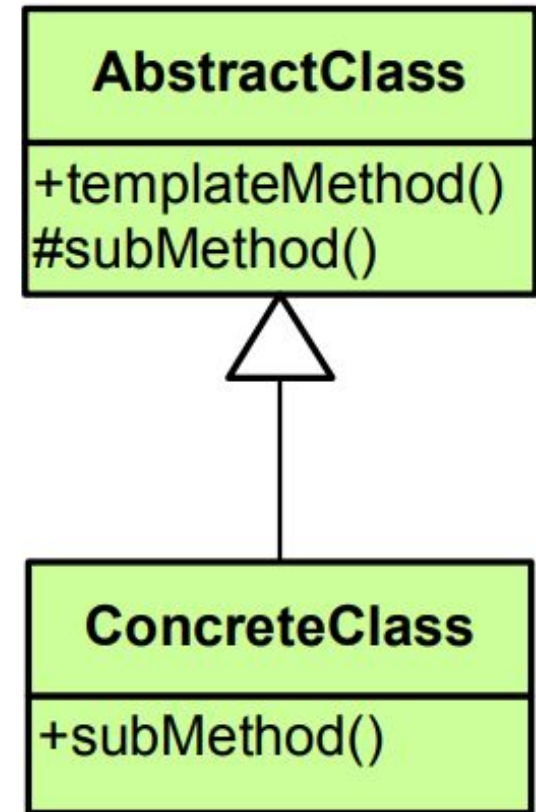 AbstractClass
+templateMethod()
#subMethod()
ConcreteClass
+subMethod()